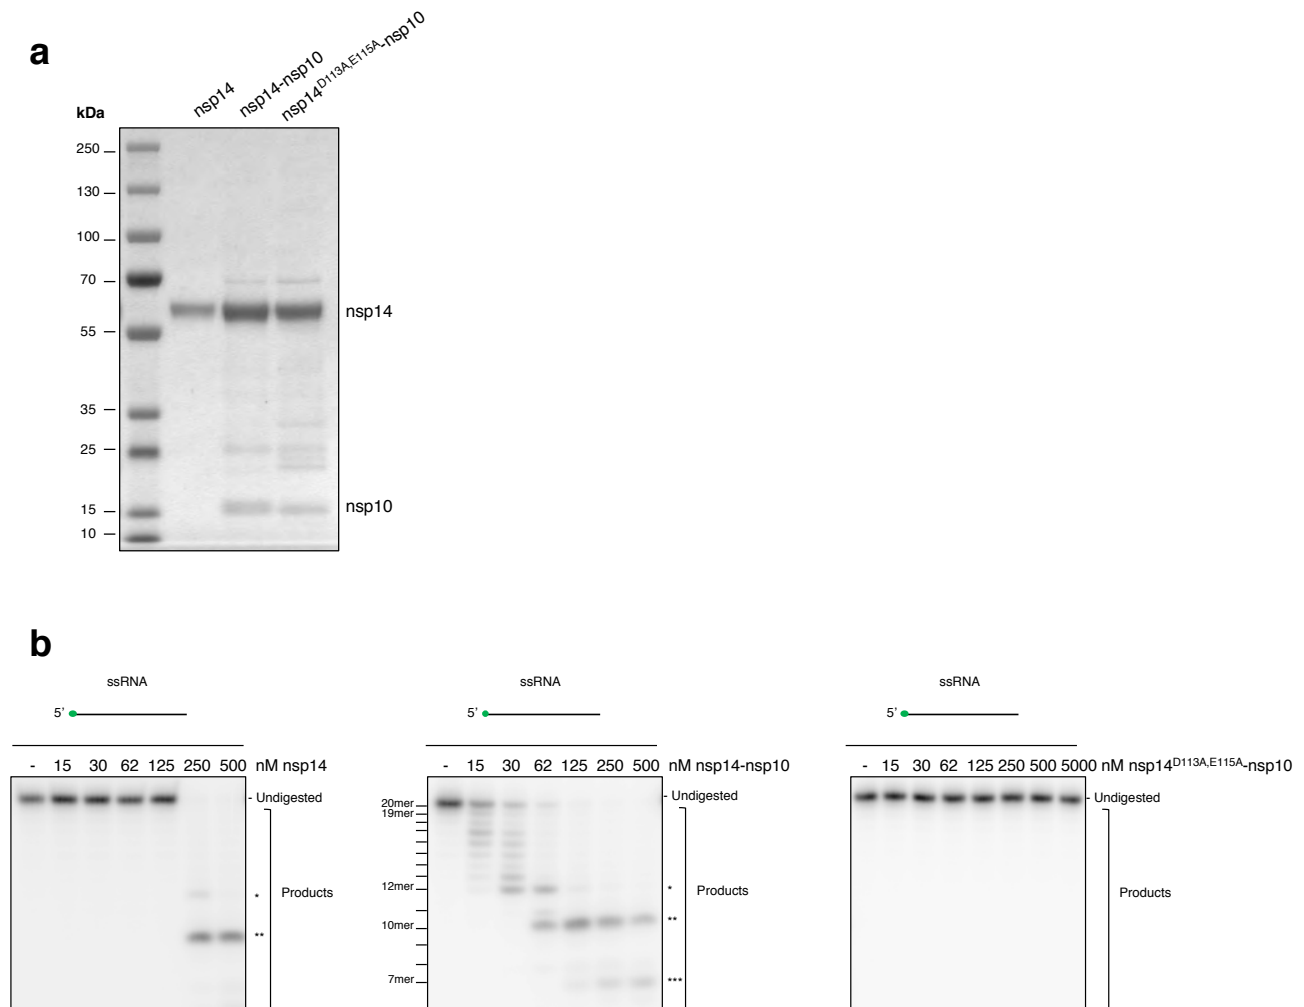 a
nsp14
nsp14-nsp10
nsp14D113A,E115A-nsp10
kDa
250
130
100
70
55
35
25
15
10
nsp14
nsp10
b
ssRNA
5’
- 15 30 62 125 250 500 nM nsp14
- Undigested
*
Products
**
ssRNA
5’
- 15 30 62 125 250 500 nM nsp14-nsp10
20mer
19mer
12mer
10mer
7mer
- Undigested
*
Products
**
***
ssRNA
5’
- 15 30 62 125 250 500 5000 nM nsp14D113A,E115A-nsp10
- Undigested
Products